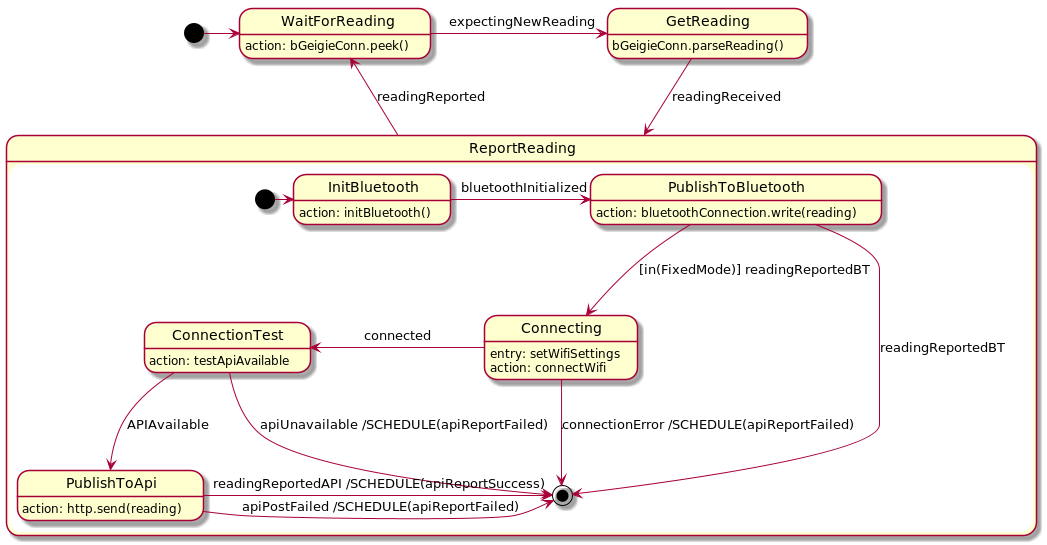 WaitForReading
action: bGeigieConn.peek()
expectingNewReading
GetReading
bGeigieConn.parseReading()
readingReported
readingReceived
ReportReading
InitBluetooth
action: initBluetooth()
bluetoothInitialized
PublishToBluetooth
action: bluetoothConnection.write(reading)
[in(FixedMode)] readingReportedBT
ConnectionTest
action: testApiAvailable
connected
Connecting
entry: setWifiSettings
action: connectWifi
readingReportedBT
APIAvailable
apiUnavailable /SCHEDULE(apiReportFailed)
connectionError /SCHEDULE(apiReportFailed)
PublishToApi
action: http.send(reading)
readingReportedAPI /SCHEDULE(apiReportSuccess)
apiPostFailed /SCHEDULE(apiReportFailed)